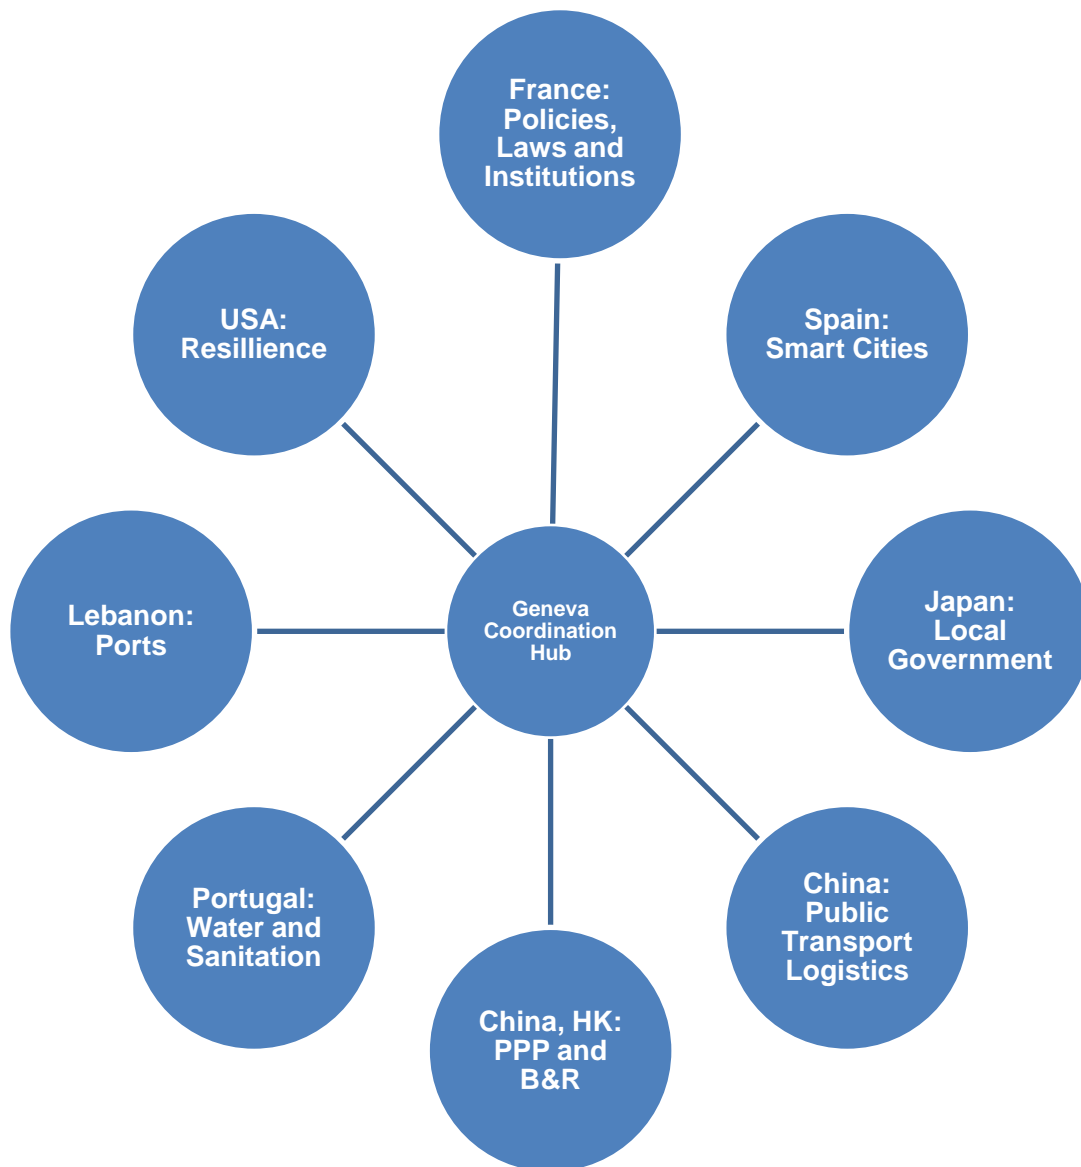 France:
Policies,
Laws and
Institutions
USA:
Resillience
Spain:
Smart Cities
Lebanon:
Ports
Geneva
Coordination
Hub
Japan:
Local
Government
Portugal:
Water and
Sanitation
China:
Public
Transport
Logistics
China, HK:
PPP and
B&R